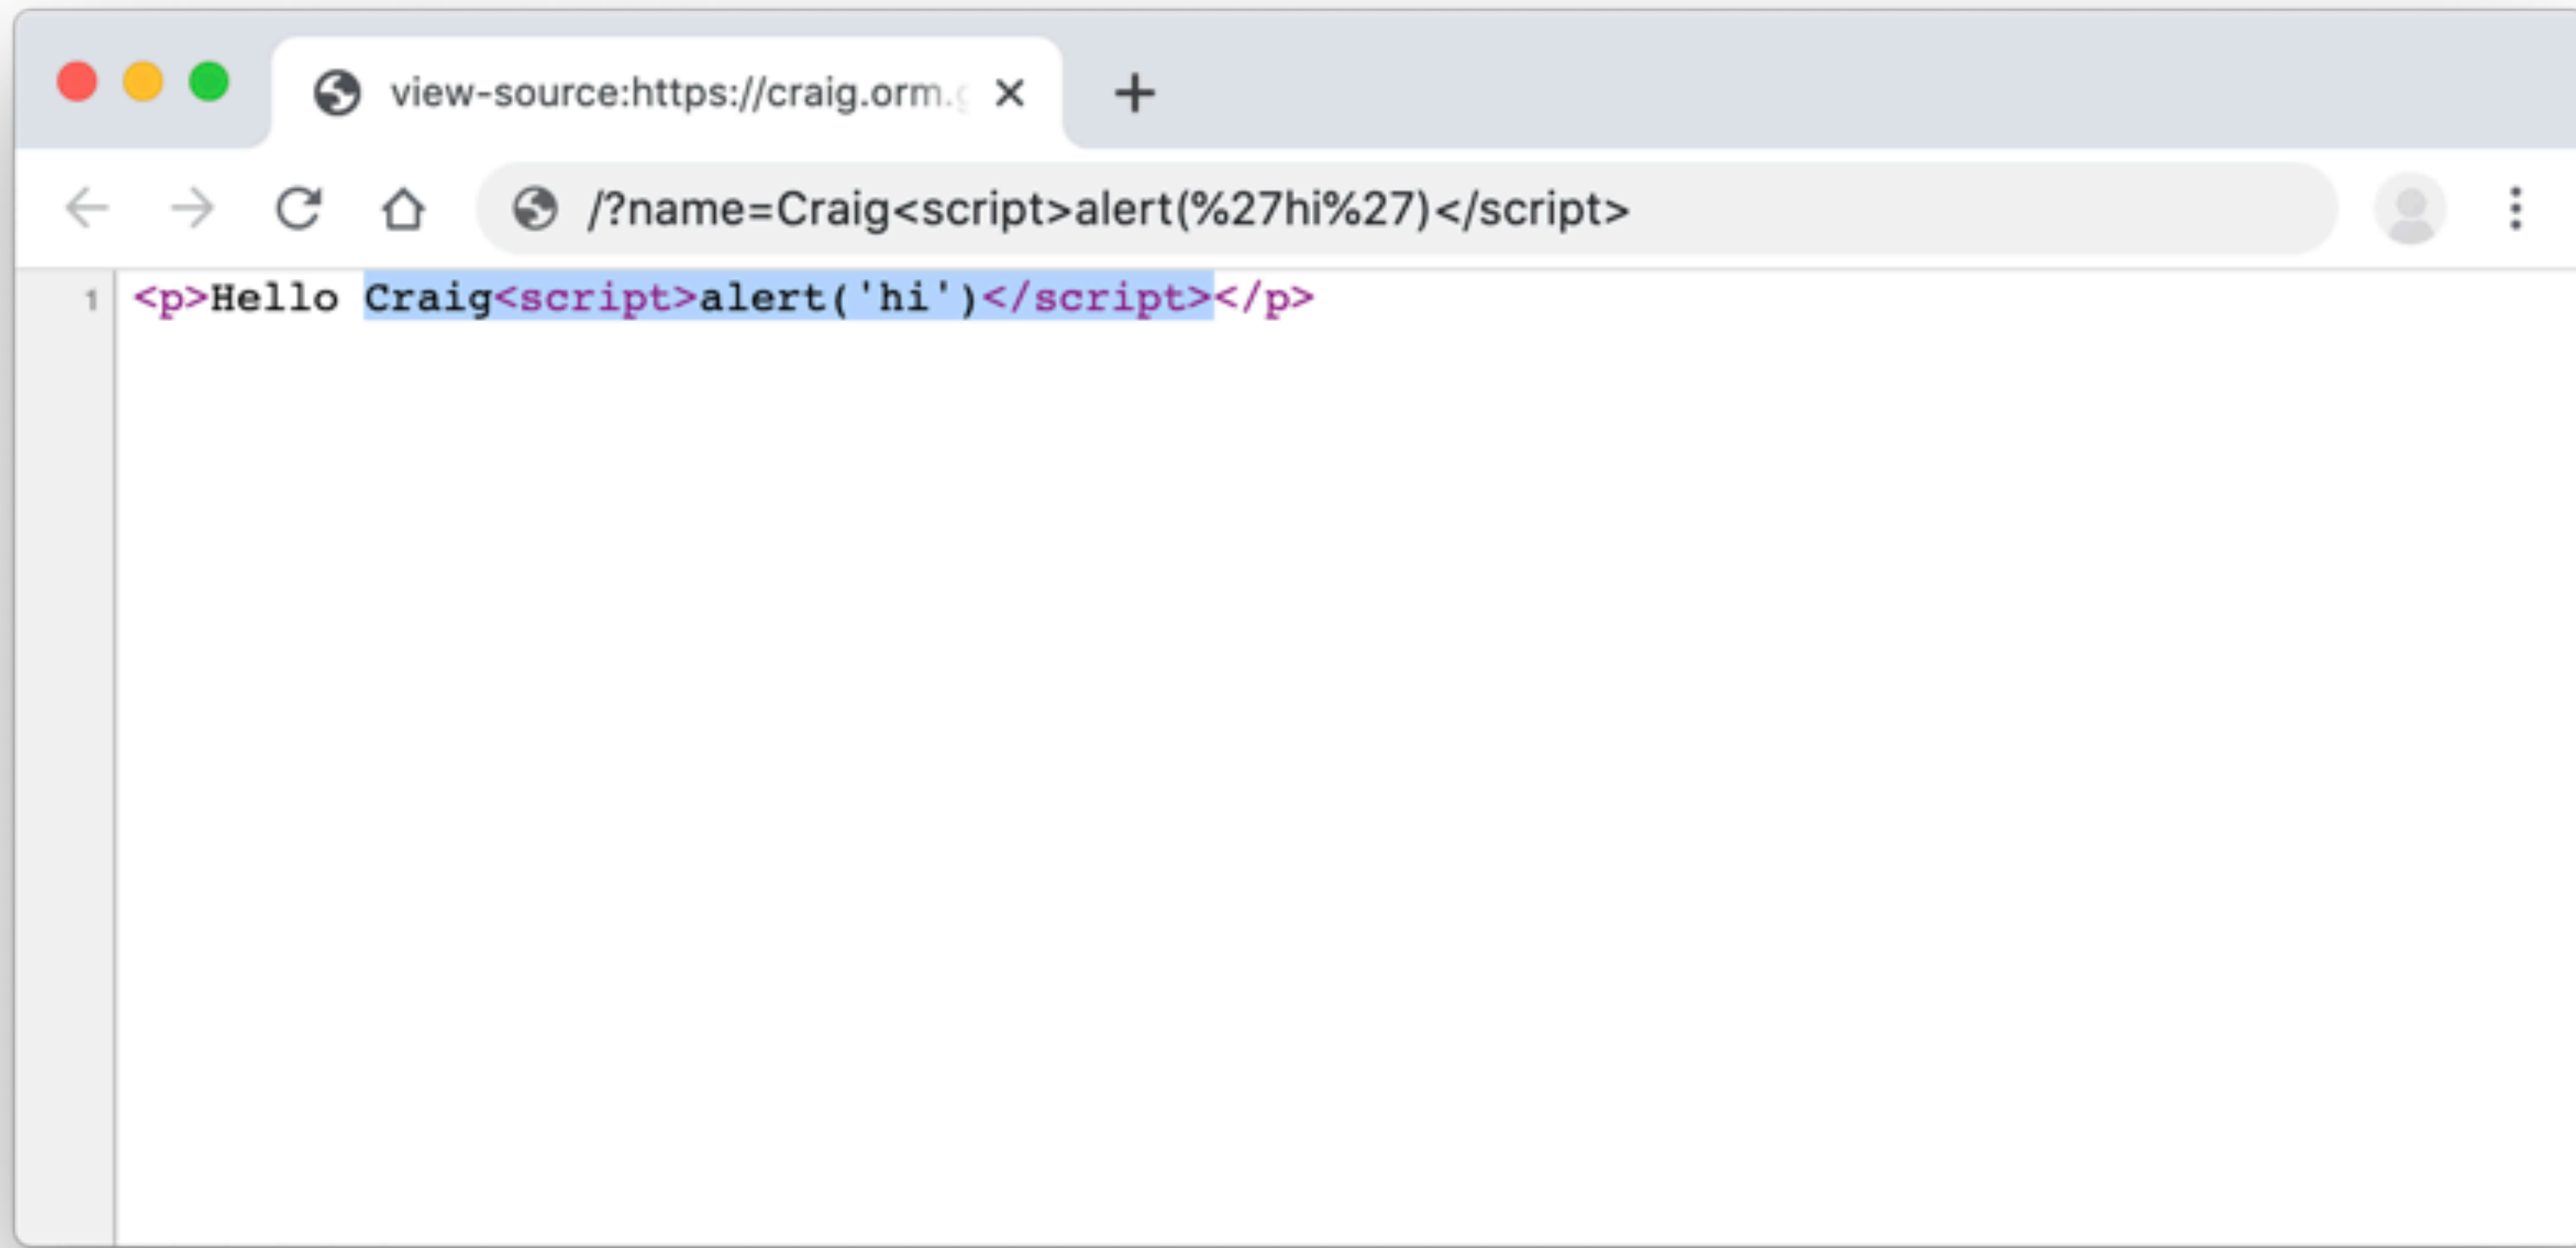 view-source:https://craig.orm.
/?name=Craig<script>alert(%27hi%27)</script>
1 <p>Hello Craig<script>alert('hi')</script></p>